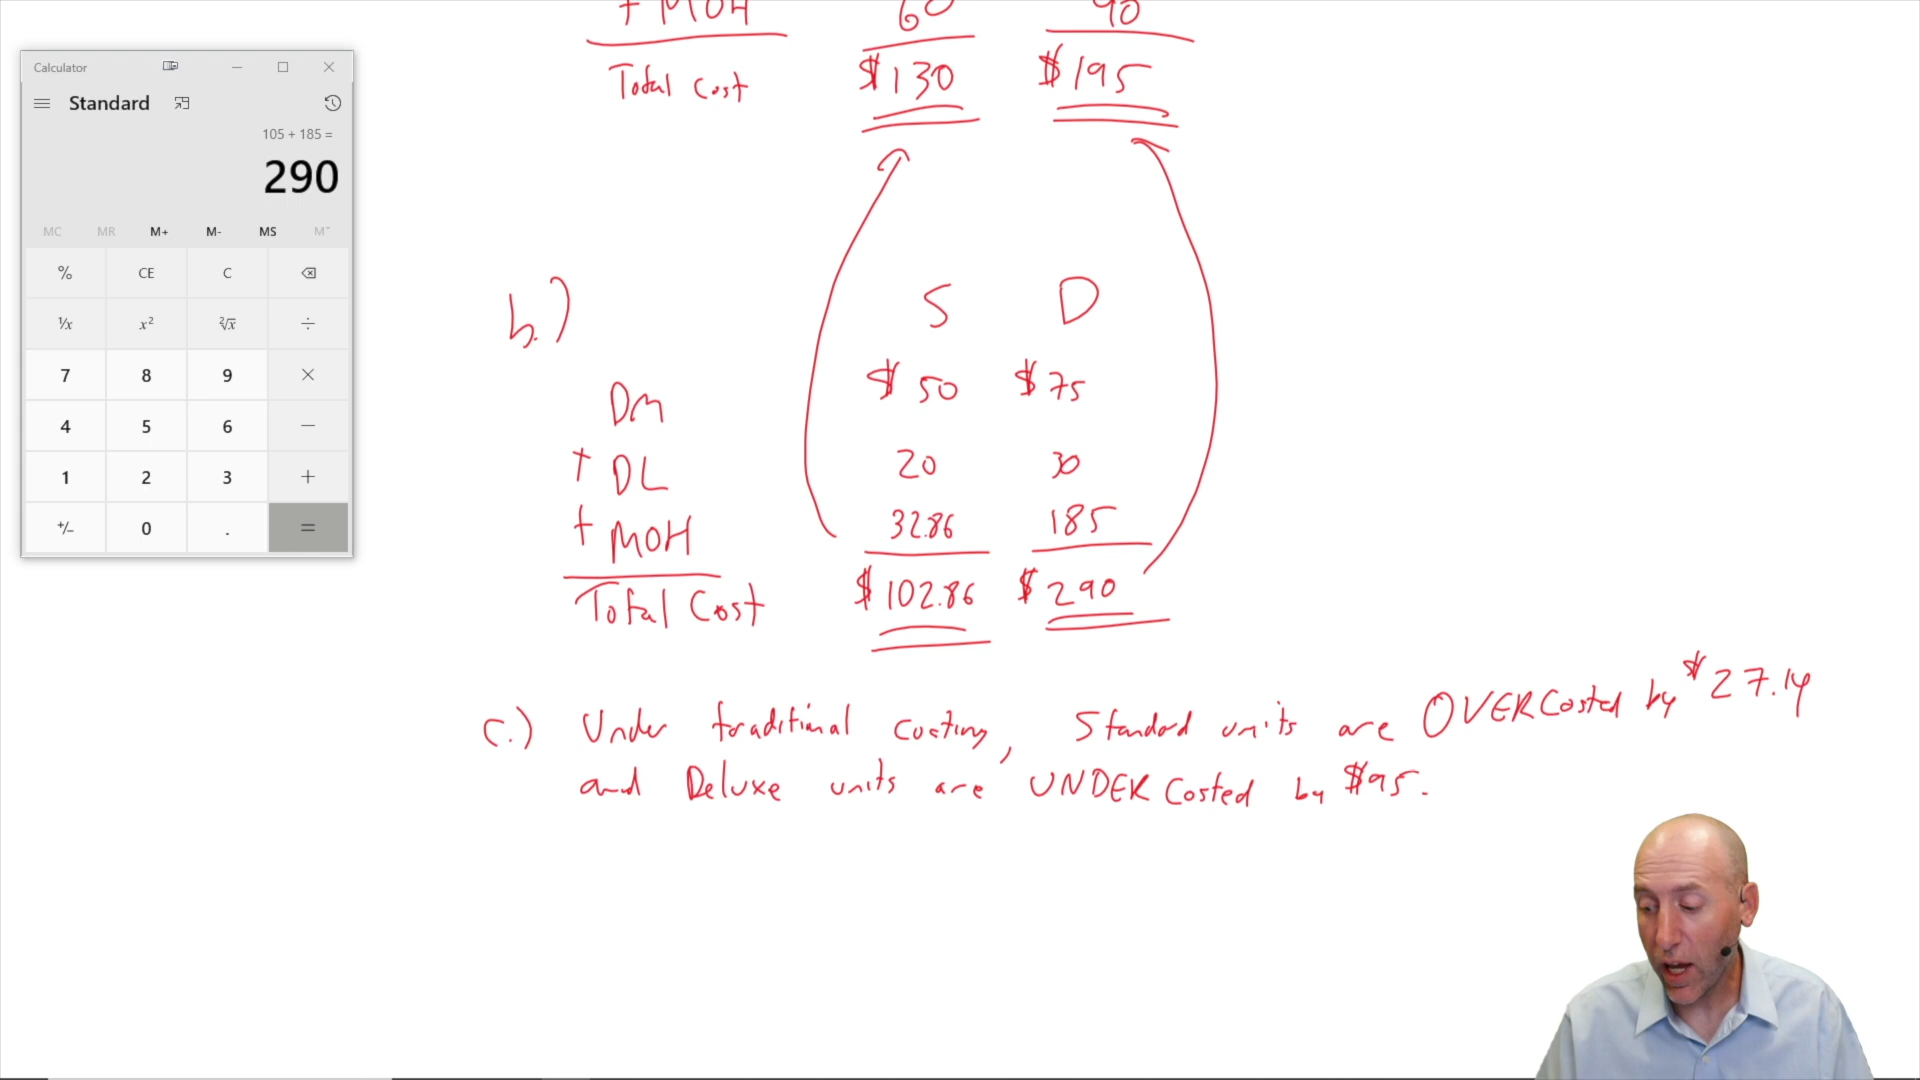 + MOH 60 90
Total Cost $130 $195
Calculator
Standard
105 + 185 =
290
MC MR M+ M- MS M˅
% CE C
⅟x x² ²√x ÷
7 8 9 ×
4 5 6 −
1 2 3 +
+/− 0 . =
b.) S D
DM $50 $75
+ DL 20 30
+ MOH 32.86 185
Total Cost $102.86 $290
c.) Under traditional costing, Standard units are OVERCosted by $27.14
and Deluxe units are UNDERCosted by $95.